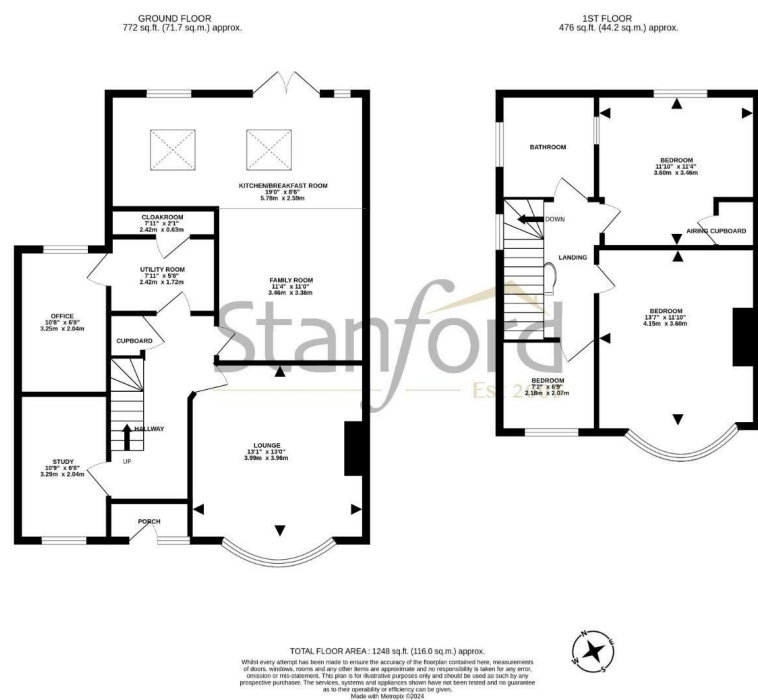 GROUND FLOOR
772 sq.ft. (71.7 sq.m.) approx.
1ST FLOOR
476 sq.ft. (44.2 sq.m.) approx.
KITCHEN/BREAKFAST ROOM
19'0" x 8'6"
5.78m x 2.59m
CLOAKROOM
7'11" x 2'1"
2.42m x 0.63m
UTILITY ROOM
7'11" x 5'8"
2.42m x 1.72m
FAMILY ROOM
11'4" x 11'0"
3.46m x 3.36m
OFFICE
10'8" x 6'8"
3.25m x 2.04m
CUPBOARD
STUDY
10'9" x 6'8"
3.29m x 2.04m
HALLWAY
UP
LOUNGE
13'1" x 13'0"
3.99m x 3.96m
PORCH
BATHROOM
BEDROOM
11'10" x 11'4"
3.60m x 3.46m
AIRING CUPBOARD
DOWN
LANDING
BEDROOM
13'7" x 11'10"
4.15m x 3.60m
BEDROOM
7'2" x 6'9"
2.18m x 2.07m
Stanford
Est
TOTAL FLOOR AREA : 1248 sq.ft. (116.0 sq.m.) approx.
Whilst every attempt has been made to ensure the accuracy of the floorplan contained here, measurements
of doors, windows, rooms and any other items are approximate and no responsibility is taken for any error,
omission or mis-statement. This plan is for illustrative purposes only and should be used as such by any
prospective purchaser. The services, systems and appliances shown have not been tested and no guarantee
as to their operability or efficiency can be given.
Made with Metropix ©2024
N
E
S
W